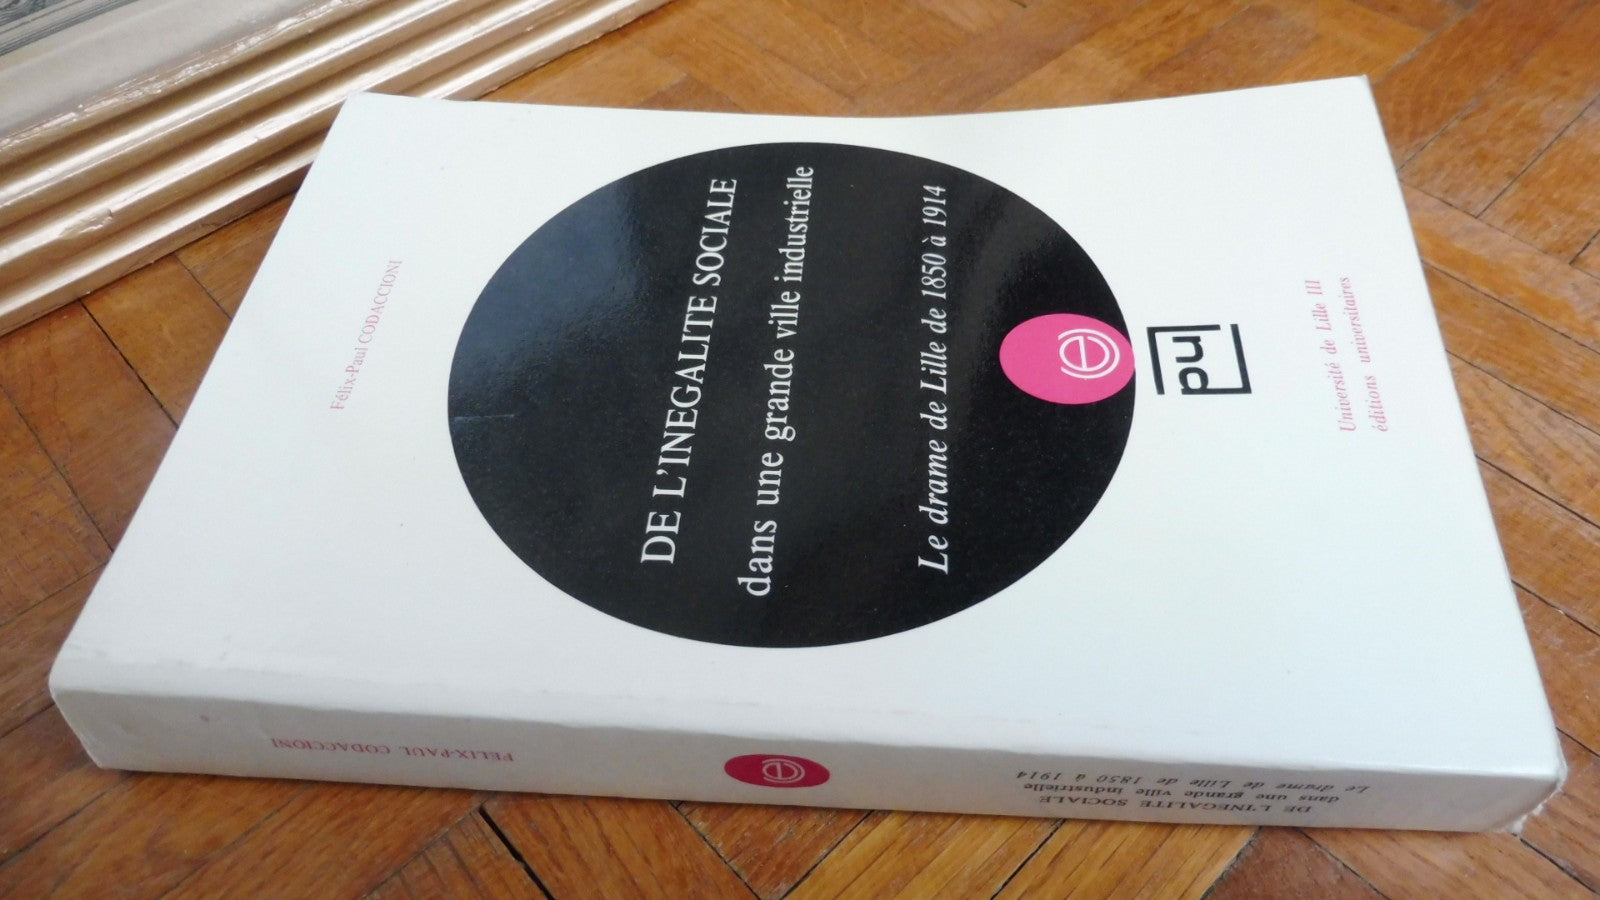 Félix-Paul CODACCIONI
DE L'INEGALITE SOCIALE
dans une grande ville industrielle
Le drame de Lille de 1850 à 1914
e
pul
Université de Lille III
éditions universitaires
FELIX-PAUL CODACCIONI
e
DE L'INEGALITE SOCIALE
dans une grande ville industrielle
Le drame de Lille de 1850 à 1914